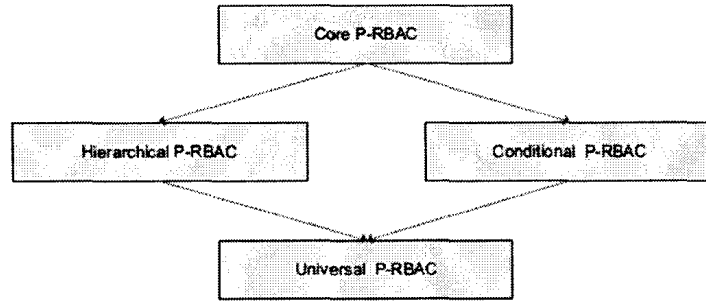 Core P-RBAC
Hierarchical P-RBAC
Conditional P-RBAC
Universal P-RBAC